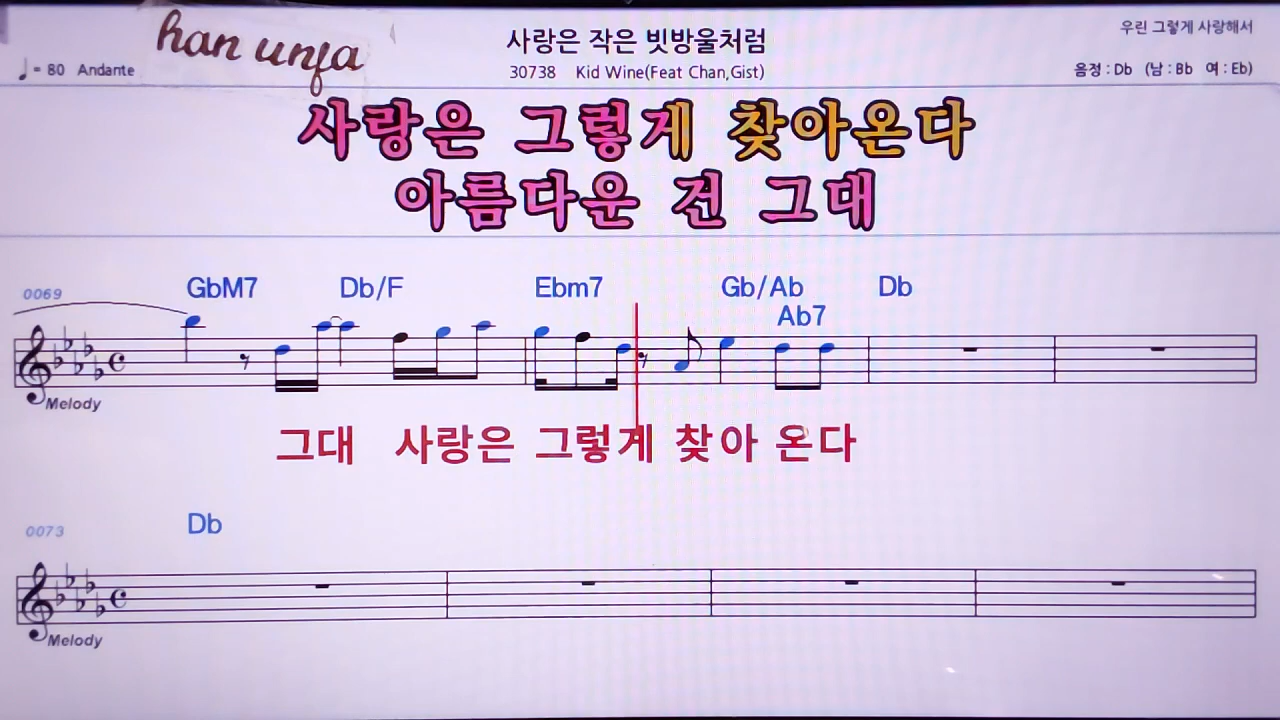 han unfa
♩= 80 Andante
사랑은 작은 빗방울처럼
30738 Kid Wine(Feat Chan,Gist)
우린 그렇게 사랑해서
음정 : Db (남 : Bb 여 : Eb)
사랑은 그렇게 찾아온다
아름다운 건 그대
0069
GbM7 Db/F Ebm7 Gb/Ab Db
Ab7
Melody
그대 사랑은 그렇게 찾아 온다
0073
Db
Melody